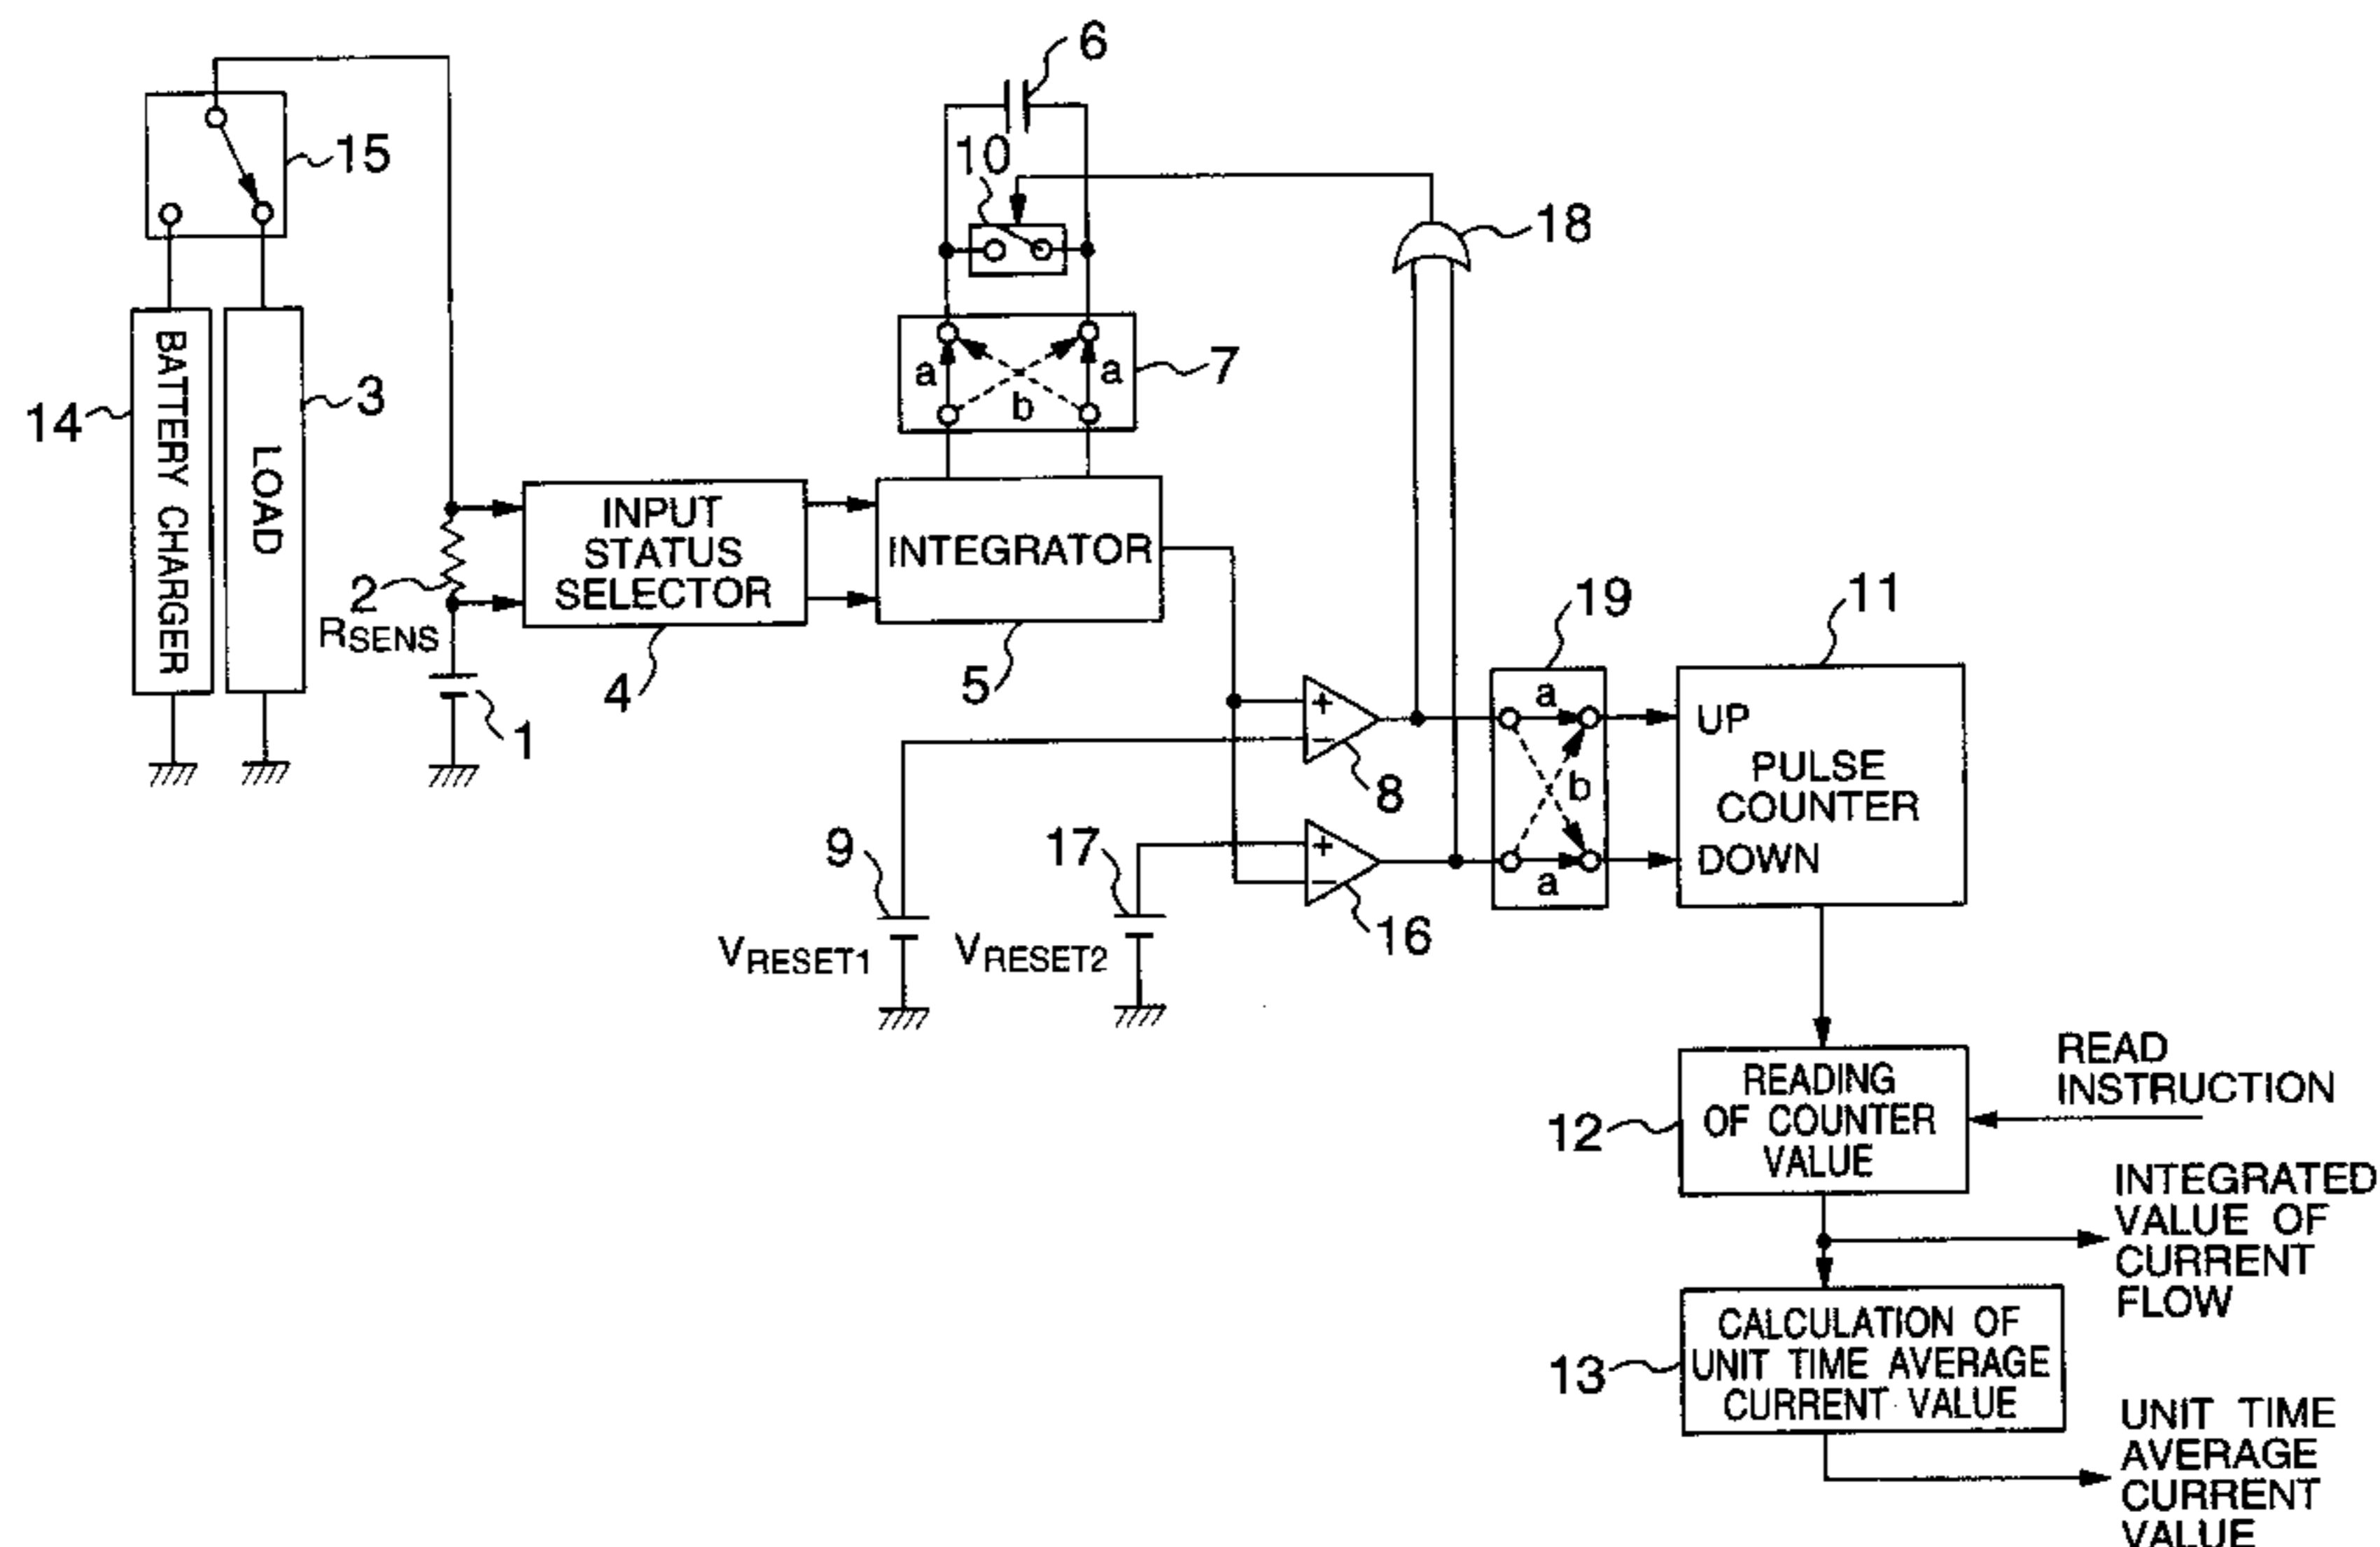 6
10
15
18
a
a
7
b
14
BATTERY CHARGER
LOAD
3
INPUT
STATUS
SELECTOR
INTEGRATOR
2
RSENS
4
5
1
19
11
a
+
−
8
UP
b
PULSE
COUNTER
DOWN
a
9
17
+
−
16
VRESET1
VRESET2
READ
INSTRUCTION
READING
OF COUNTER
VALUE
12
INTEGRATED
VALUE OF
CURRENT
FLOW
CALCULATION OF
UNIT TIME AVERAGE
CURRENT VALUE
13
UNIT TIME
AVERAGE
CURRENT
VALUE